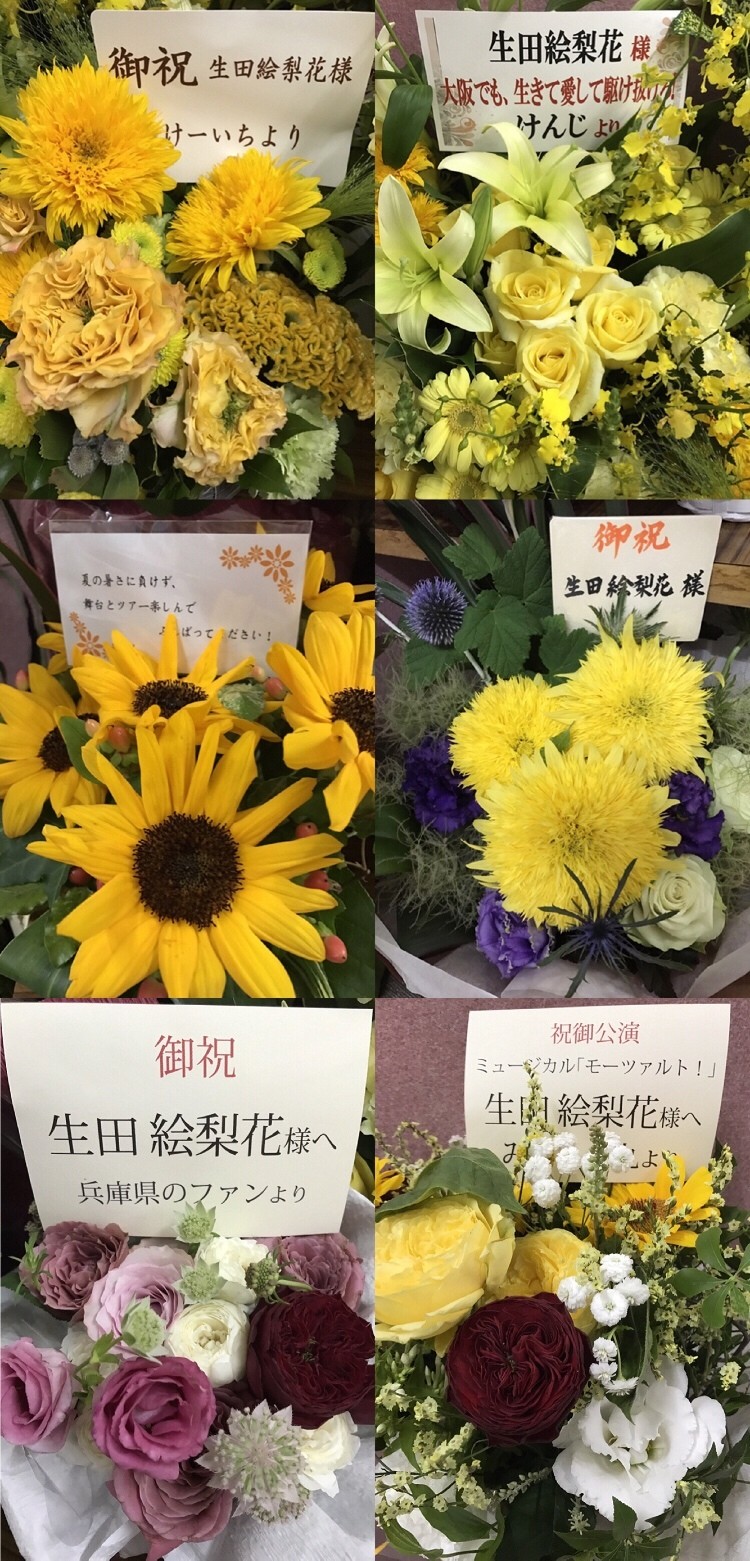 御祝 生田絵梨花様
けーいちより
生田絵梨花 様
大阪でも、生きて愛して駆け抜けろ!
けんじ より
夏の暑さに負けず、
舞台とツアー楽しんで
ばってください!
御祝
生田絵梨花 様
御祝
生田 絵梨花様へ
兵庫県のファンより
祝御公演
ミュージカル「モーツァルト!」
生田 絵梨花様へ
み より